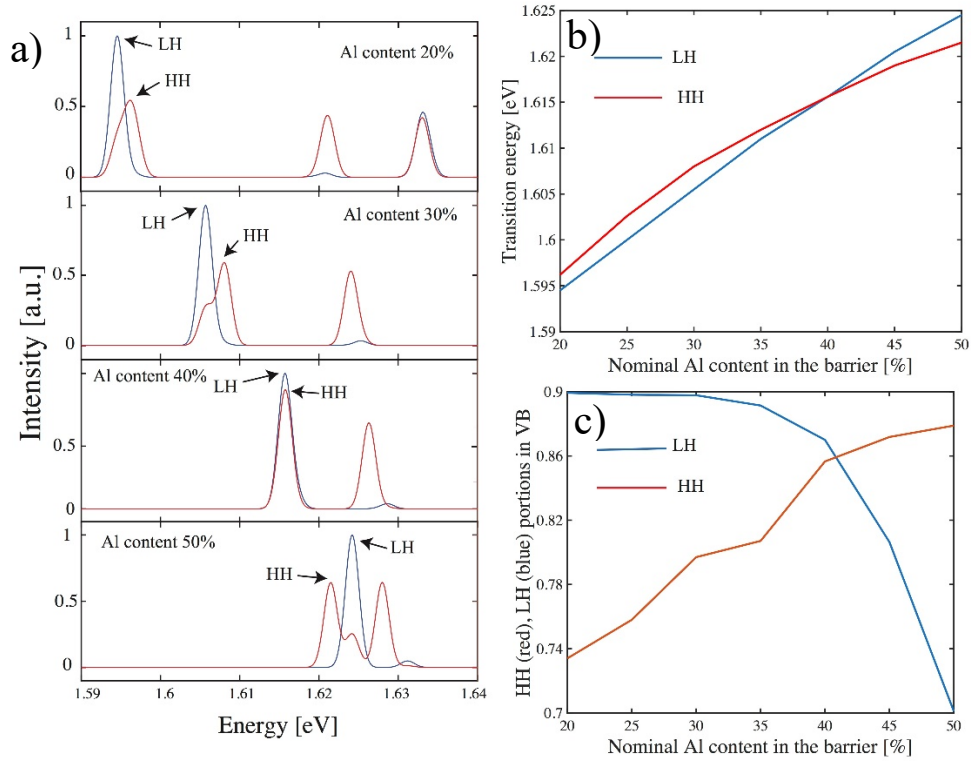 a)
Intensity [a.u.]
1
0.5
0
LH
HH
Al content 20%
1
0.5
0
LH
HH
Al content 30%
1
0.5
0
Al content 40%
LH
HH
1
0.5
0
Al content 50%
HH
LH
1.59
1.6
1.61
1.62
1.63
1.64
Energy [eV]
b)
Transition energy [eV]
1.625
1.62
1.615
1.61
1.605
1.6
1.595
1.59
LH
HH
20
25
30
35
40
45
50
Nominal Al content in the barrier [%]
c)
HH (red), LH (blue) portions in VB
0.9
0.86
0.82
0.78
0.74
0.7
LH
HH
20
25
30
35
40
45
50
Nominal Al content in the barrier [%]